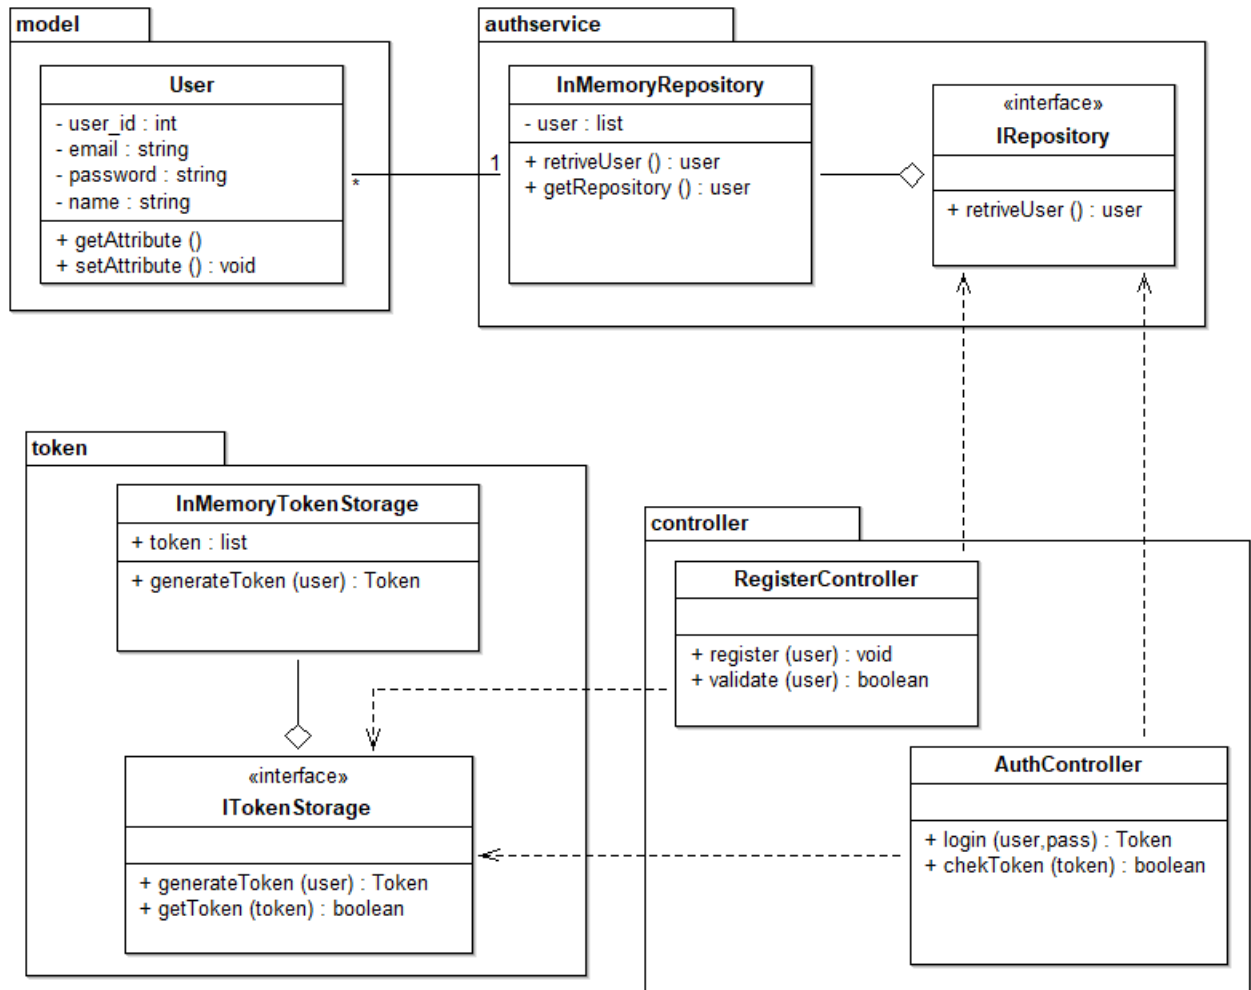 model
User
- user_id : int
- email : string
- password : string
- name : string
+ getAttribute ()
+ setAttribute () : void
*
1
authservice
InMemoryRepository
- user : list
+ retriveUser () : user
+ getRepository () : user
«interface»
IRepository
+ retriveUser () : user
token
InMemoryTokenStorage
+ token : list
+ generateToken (user) : Token
«interface»
ITokenStorage
+ generateToken (user) : Token
+ getToken (token) : boolean
controller
RegisterController
+ register (user) : void
+ validate (user) : boolean
AuthController
+ login (user,pass) : Token
+ chekToken (token) : boolean